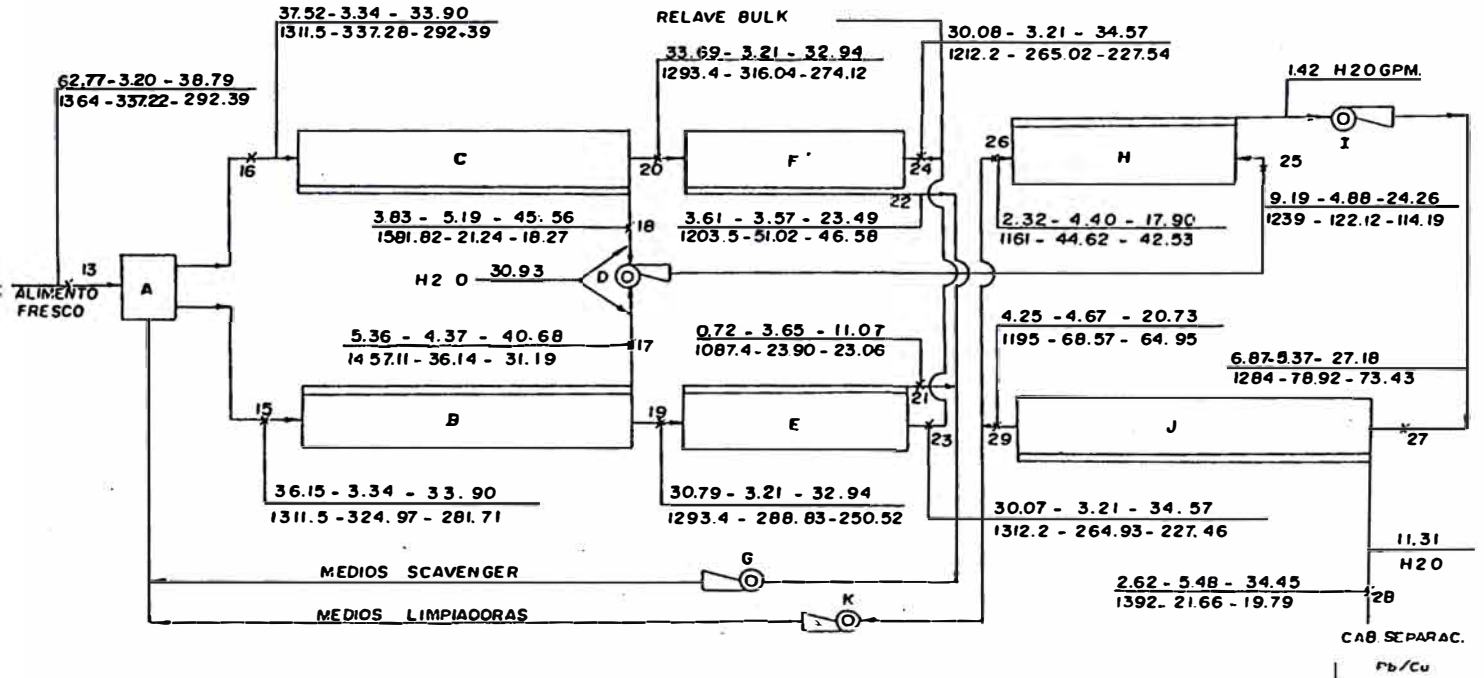 37.52-3.34 - 33.90
1311.5-337.28-292.39
RELAVE BULK
33.69- 3.21 - 32.94
1293.4 - 316.04-274.12
30.08 - 3.21 - 34.57
1212.2 - 265.02-227.54
62.77-3.20 - 38.79
1364-337.22- 292.39
1.42 H2O GPM.
16
C
20
F'
24
26
H
I
25
22
3.83 - 5.19 - 45.56
1581.82-21.24-18.27
18
3.61 - 3.57 - 23.49
1203.5-51.02 - 46.58
2.32 - 4.40 - 17.90
1161 - 44.62 - 42.53
9.19 - 4.88 - 24.26
1239 - 122.12-114.19
13
A
ALIMENTO
FRESCO
H2O
30.93
D
5.36 - 4.37 - 40.68
1457.11 - 36.14 - 31.19
17
0.72 - 3.65 - 11.07
1087.4-23.90-23.06
4.25 -4.67 - 20.73
1195 - 68.57 - 64.95
6.87-5.37- 27.18
1284 -78.92-73.43
15
B
19
21
E
23
29
J
27
36.15 - 3.34 - 33.90
1311.5 -324.97 - 281.71
30.79 - 3.21 - 32.94
1293.4 - 288.83-250.52
30.07 - 3.21 - 34.57
1312.2 - 264.93-227.46
11.31
H2O
G
MEDIOS SCAVENGER
K
MEDIOS LIMPIADORAS
2.62 - 5.48 - 34.45
1392- 21.66 - 19.79
28
CAB. SEPARAC.
Pb/Cu